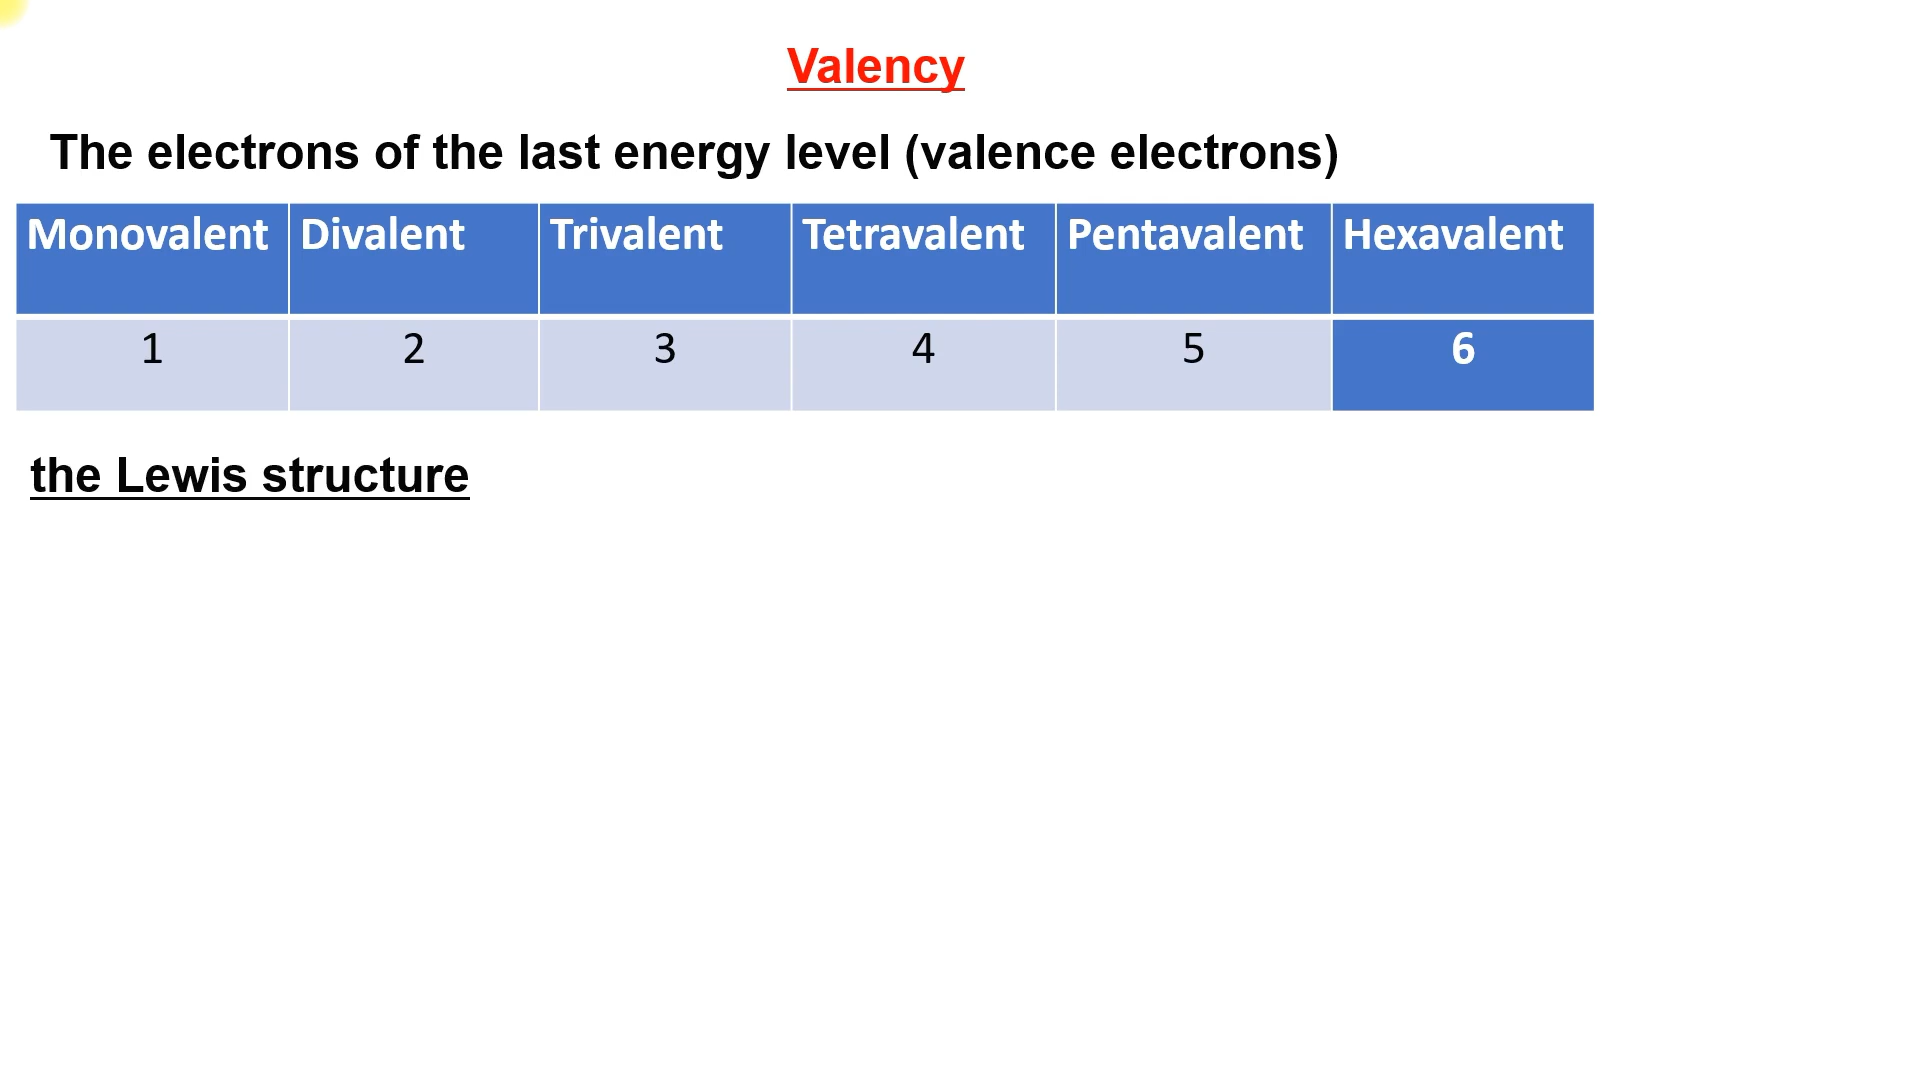 Valency
The electrons of the last energy level (valence electrons)
Monovalent Divalent Trivalent Tetravalent Pentavalent Hexavalent
1 2 3 4 5 6
the Lewis structure